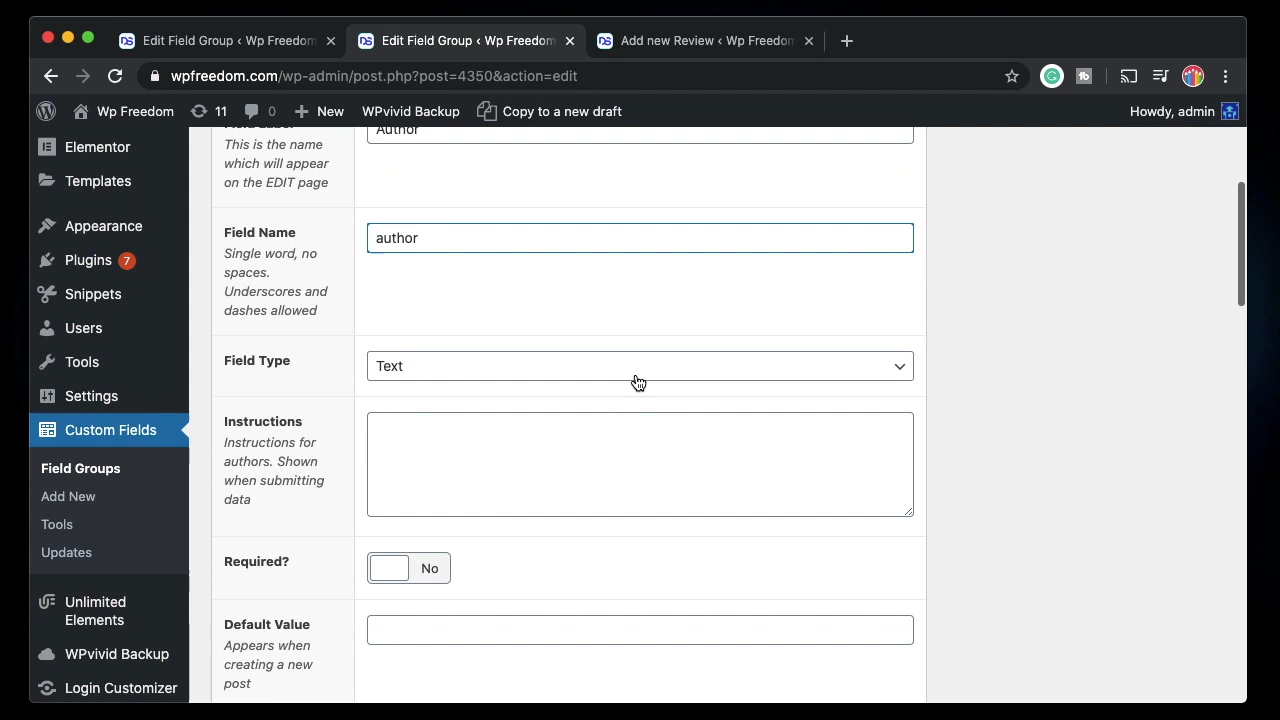 Edit Field Group ‹ Wp Freedom
Edit Field Group ‹ Wp Freedom
Add new Review ‹ Wp Freedom
wpfreedom.com/wp-admin/post.php?post=4350&action=edit
Wp Freedom
11
0
New
WPvivid Backup
Copy to a new draft
Howdy, admin
Elementor
Templates
Appearance
Plugins 7
Snippets
Users
Tools
Settings
Custom Fields
Field Groups
Add New
Tools
Updates
Unlimited
Elements
WPvivid Backup
Login Customizer
Field Label
This is the name
which will appear
on the EDIT page
Author
Field Name
Single word, no
spaces.
Underscores and
dashes allowed
author
Field Type
Text
Instructions
Instructions for
authors. Shown
when submitting
data
Required?
No
Default Value
Appears when
creating a new
post